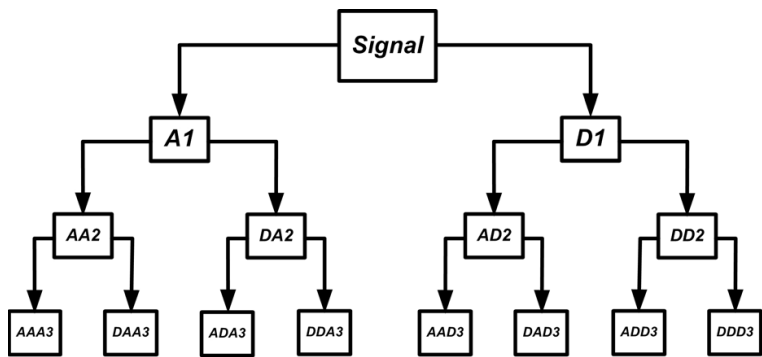 Signal
A1
D1
AA2
DA2
AD2
DD2
AAA3
DAA3
ADA3
DDA3
AAD3
DAD3
ADD3
DDD3